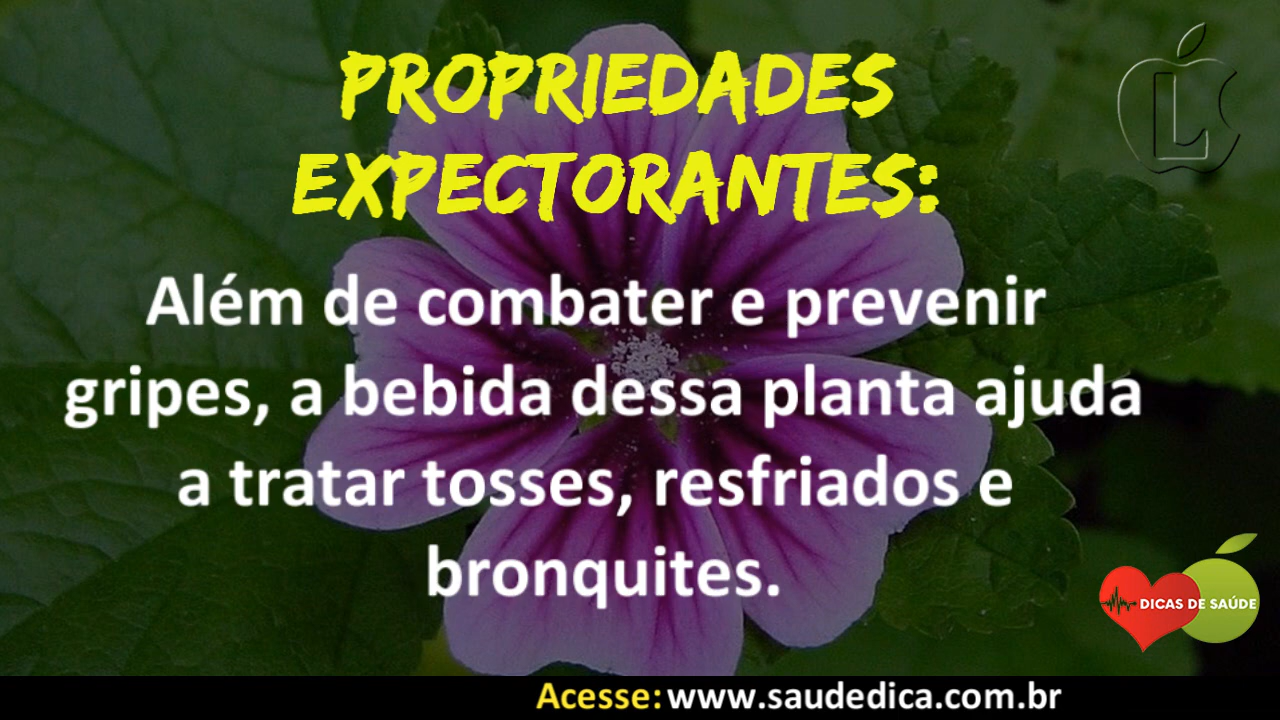 PROPRIEDADES
EXPECTORANTES:
Além de combater e prevenir
gripes, a bebida dessa planta ajuda
a tratar tosses, resfriados e
bronquites.
L
DICAS DE SAÚDE
Acesse: www.saudedica.com.br